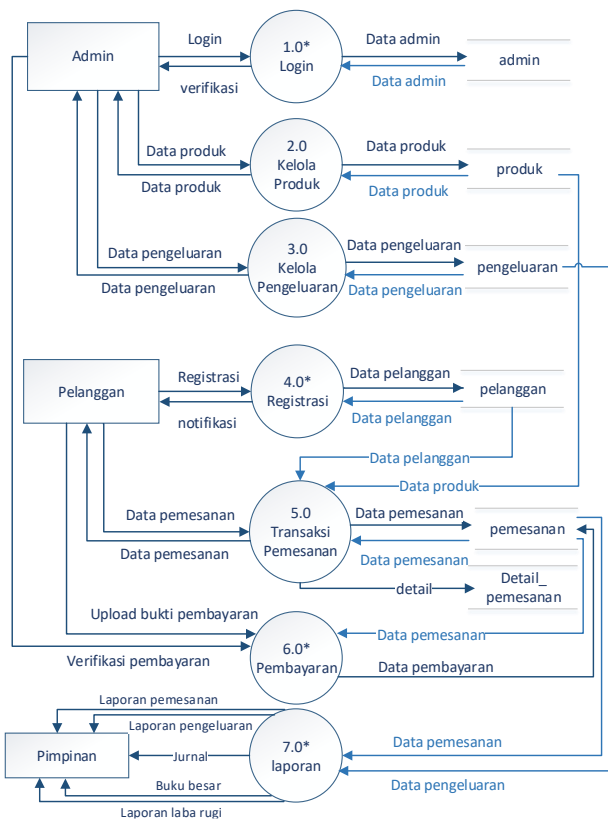 Login
1.0*
Login
Data admin
Admin
admin
verifikasi
Data admin
Data produk
2.0
Kelola
Produk
Data produk
produk
Data produk
Data produk
Data pengeluaran
3.0
Kelola
Pengeluaran
Data pengeluaran
pengeluaran
Data pengeluaran
Data pengeluaran
Registrasi
4.0*
Registrasi
Data pelanggan
Pelanggan
pelanggan
notifikasi
Data pelanggan
Data pelanggan
Data produk
Data pemesanan
5.0
Transaksi
Pemesanan
Data pemesanan
pemesanan
Data pemesanan
Data pemesanan
detail
Detail_
pemesanan
Upload bukti pembayaran
6.0*
Pembayaran
Data pemesanan
Verifikasi pembayaran
Data pembayaran
Laporan pemesanan
Laporan pengeluaran
7.0*
laporan
Data pemesanan
Pimpinan
Jurnal
Buku besar
Data pengeluaran
Laporan laba rugi